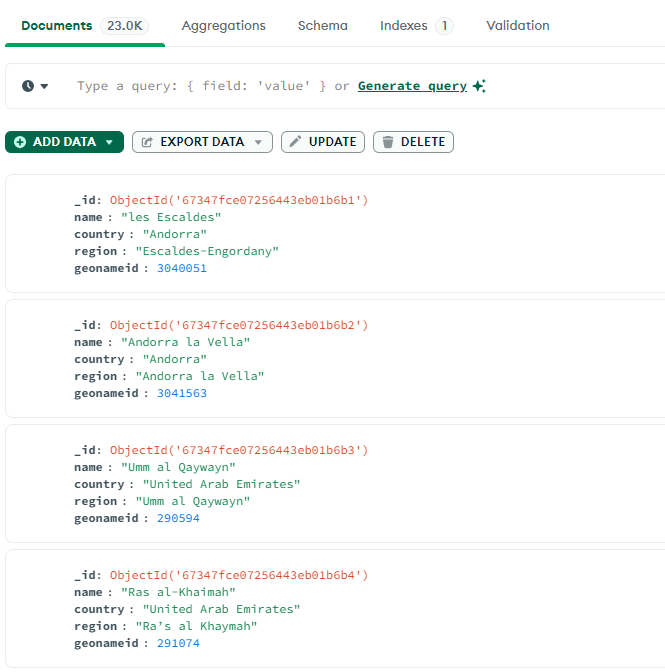 Documents 23.0K Aggregations Schema Indexes 1 Validation
Type a query: { field: 'value' } or Generate query
ADD DATA EXPORT DATA UPDATE DELETE
_id: ObjectId('67347fce07256443eb01b6b1')
name : "les Escaldes"
country : "Andorra"
region : "Escaldes-Engordany"
geonameid : 3040051
_id: ObjectId('67347fce07256443eb01b6b2')
name : "Andorra la Vella"
country : "Andorra"
region : "Andorra la Vella"
geonameid : 3041563
_id: ObjectId('67347fce07256443eb01b6b3')
name : "Umm al Qaywayn"
country : "United Arab Emirates"
region : "Umm al Qaywayn"
geonameid : 290594
_id: ObjectId('67347fce07256443eb01b6b4')
name : "Ras al-Khaimah"
country : "United Arab Emirates"
region : "Raʼs al Khaymah"
geonameid : 291074